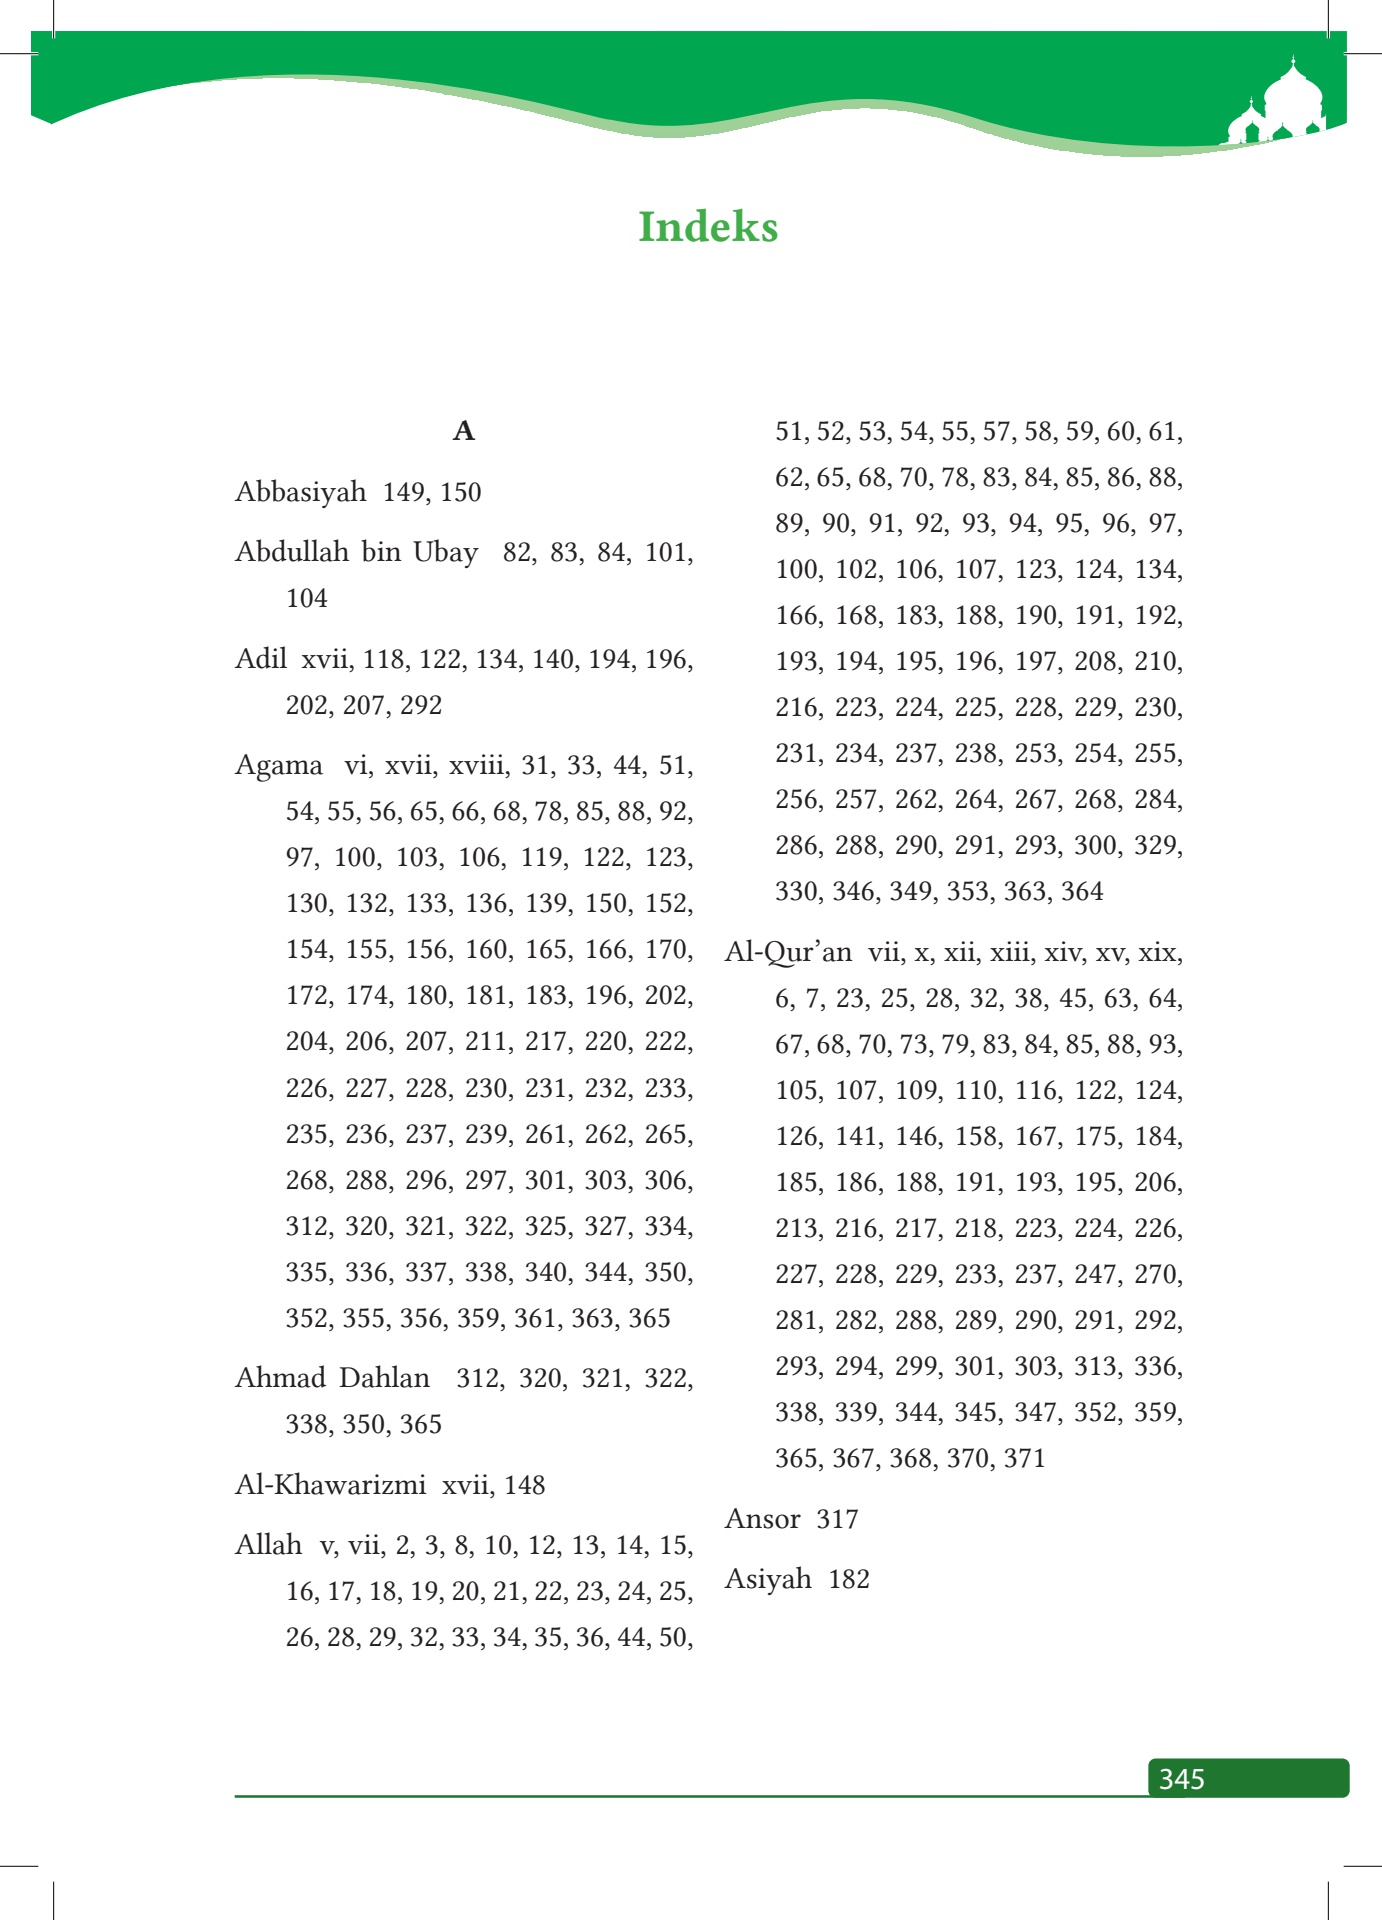 Indeks
A
Abbasiyah 149, 150
Abdullah bin Ubay 82, 83, 84, 101,
104
Adil xvii, 118, 122, 134, 140, 194, 196,
202, 207, 292
Agama vi, xvii, xviii, 31, 33, 44, 51,
54, 55, 56, 65, 66, 68, 78, 85, 88, 92,
97, 100, 103, 106, 119, 122, 123,
130, 132, 133, 136, 139, 150, 152,
154, 155, 156, 160, 165, 166, 170,
172, 174, 180, 181, 183, 196, 202,
204, 206, 207, 211, 217, 220, 222,
226, 227, 228, 230, 231, 232, 233,
235, 236, 237, 239, 261, 262, 265,
268, 288, 296, 297, 301, 303, 306,
312, 320, 321, 322, 325, 327, 334,
335, 336, 337, 338, 340, 344, 350,
352, 355, 356, 359, 361, 363, 365
Ahmad Dahlan 312, 320, 321, 322,
338, 350, 365
Al-Khawarizmi xvii, 148
Allah v, vii, 2, 3, 8, 10, 12, 13, 14, 15,
16, 17, 18, 19, 20, 21, 22, 23, 24, 25,
26, 28, 29, 32, 33, 34, 35, 36, 44, 50,
51, 52, 53, 54, 55, 57, 58, 59, 60, 61,
62, 65, 68, 70, 78, 83, 84, 85, 86, 88,
89, 90, 91, 92, 93, 94, 95, 96, 97,
100, 102, 106, 107, 123, 124, 134,
166, 168, 183, 188, 190, 191, 192,
193, 194, 195, 196, 197, 208, 210,
216, 223, 224, 225, 228, 229, 230,
231, 234, 237, 238, 253, 254, 255,
256, 257, 262, 264, 267, 268, 284,
286, 288, 290, 291, 293, 300, 329,
330, 346, 349, 353, 363, 364
Al-Qur’an vii, x, xii, xiii, xiv, xv, xix,
6, 7, 23, 25, 28, 32, 38, 45, 63, 64,
67, 68, 70, 73, 79, 83, 84, 85, 88, 93,
105, 107, 109, 110, 116, 122, 124,
126, 141, 146, 158, 167, 175, 184,
185, 186, 188, 191, 193, 195, 206,
213, 216, 217, 218, 223, 224, 226,
227, 228, 229, 233, 237, 247, 270,
281, 282, 288, 289, 290, 291, 292,
293, 294, 299, 301, 303, 313, 336,
338, 339, 344, 345, 347, 352, 359,
365, 367, 368, 370, 371
Ansor 317
Asiyah 182
345